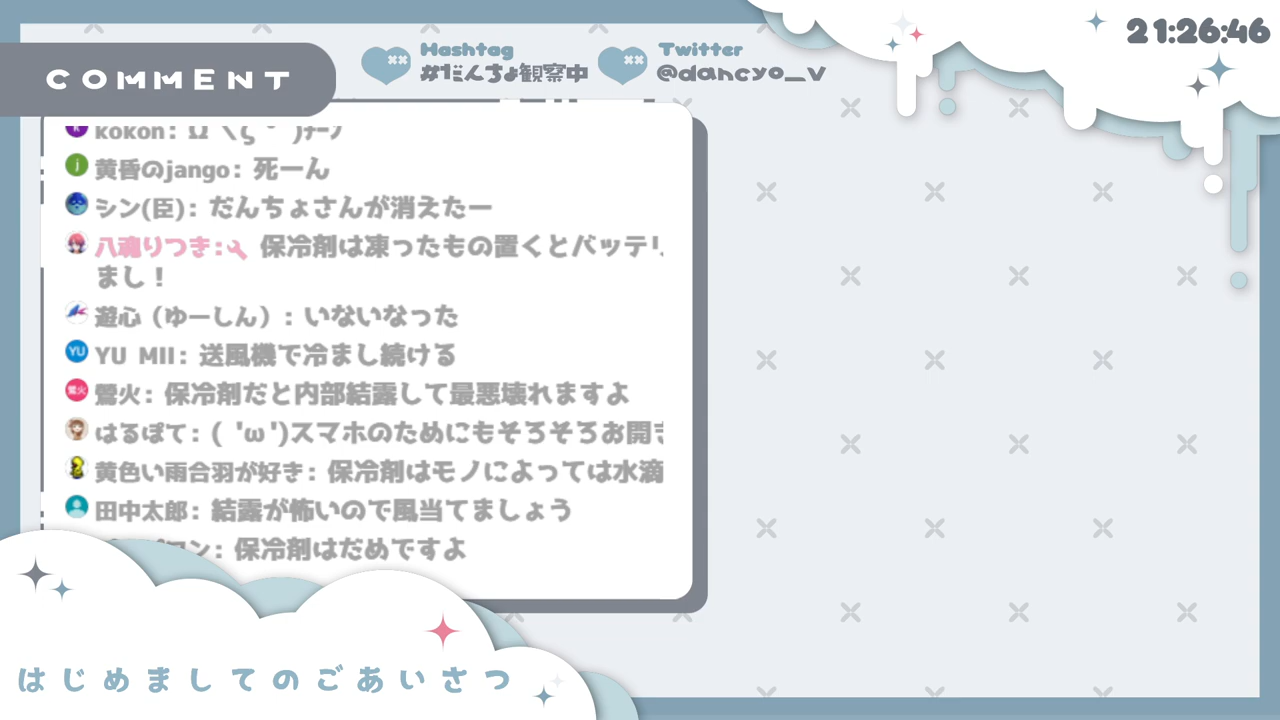 21:26:46
COMMENT
Hashtag
#だんちょ観察中
Twitter
@dancyo_V
kokon:
黄昏のjango: 死ーん
シン(臣): だんちょさんが消えたー
八魂りつき: 保冷剤は凍ったもの置くとバッテリ
まし！
遊心（ゆーしん）: いないなった
YU MII: 送風機で冷まし続ける
鶯火: 保冷剤だと内部結露して最悪壊れますよ
はるぽて: ( 'ω')スマホのためにもそろそろお開き
黄色い雨合羽が好き: 保冷剤はモノによっては水滴
田中太郎: 結露が怖いので風当てましょう
ン: 保冷剤はだめですよ
はじめましてのごあいさつ